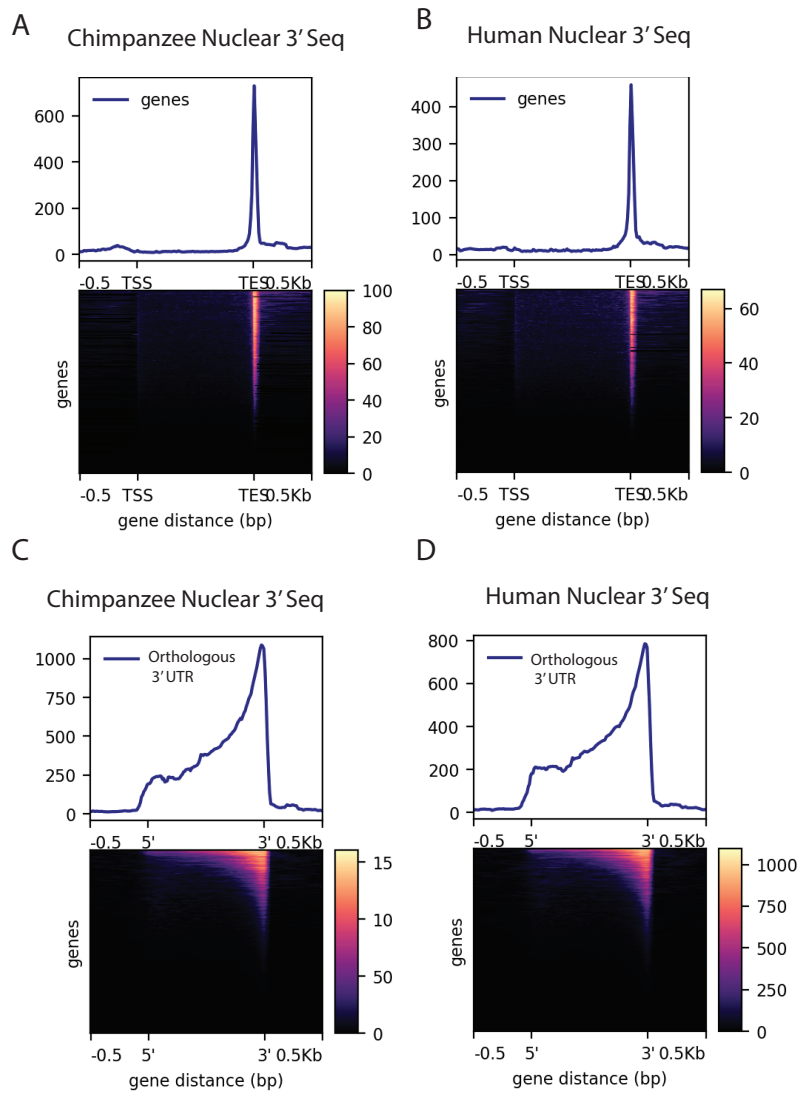 A
Chimpanzee Nuclear 3' Seq
genes
600
400
200
0
-0.5 TSS TES 0.5Kb
genes
100
80
60
40
20
0
-0.5 TSS TES 0.5Kb
gene distance (bp)
B
Human Nuclear 3' Seq
genes
400
300
200
100
0
-0.5 TSS TES 0.5Kb
genes
60
40
20
0
-0.5 TSS TES 0.5Kb
gene distance (bp)
C
Chimpanzee Nuclear 3' Seq
Orthologous
3' UTR
1000
750
500
250
0
-0.5 5' 3' 0.5Kb
genes
15
10
50
0
-0.5 5' 3' 0.5Kb
gene distance (bp)
D
Human Nuclear 3' Seq
Orthologous
3' UTR
800
600
400
200
0
-0.5 5' 3' 0.5Kb
genes
1000
750
500
250
0
-0.5 5' 3' 0.5Kb
gene distance (bp)